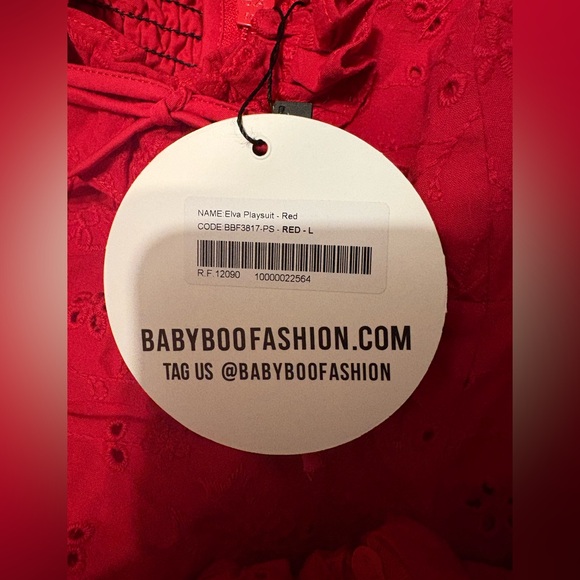 NAME:Elva Playsuit - Red
CODE:BBF3817-PS - RED - L
R.F.12090 10000022564
BABYBOOFASHION.COM
TAG US @BABYBOOFASHION